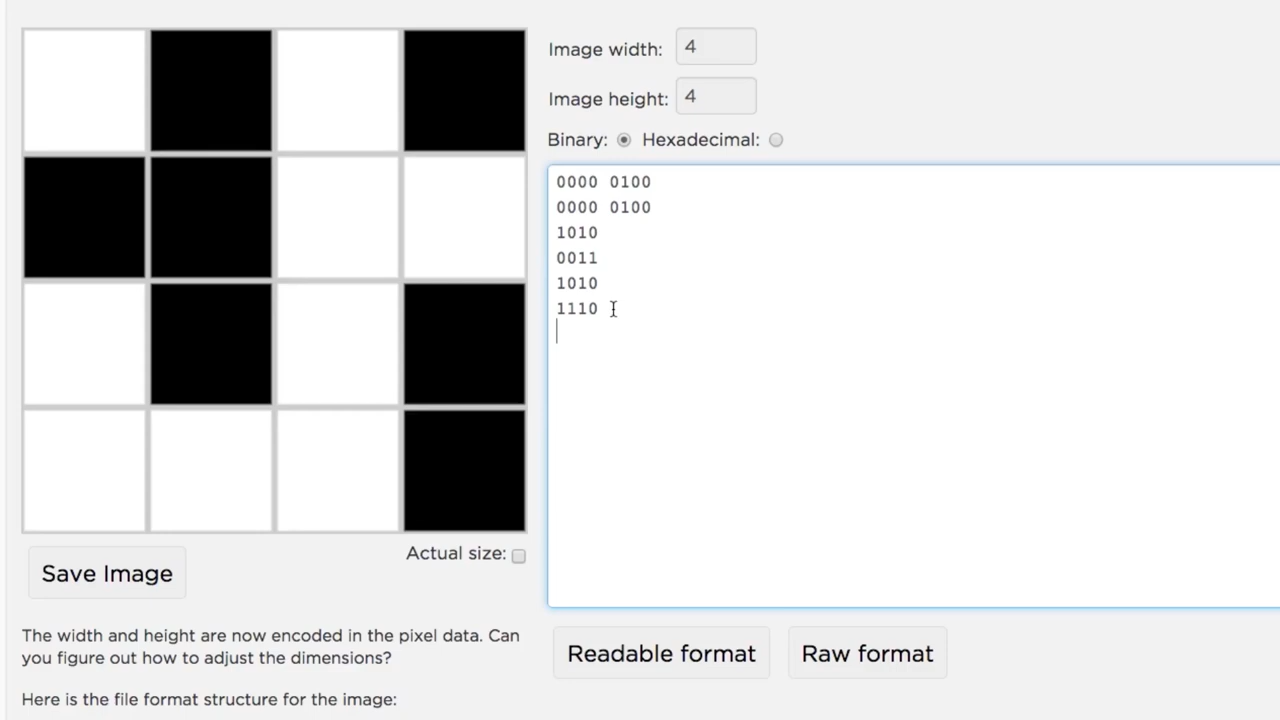 Image width: 4
Image height: 4
Binary: Hexadecimal:
0000 0100
0000 0100
1010
0011
1010
1110
Actual size:
Save Image
Readable format Raw format
The width and height are now encoded in the pixel data. Can
you figure out how to adjust the dimensions?
Here is the file format structure for the image: